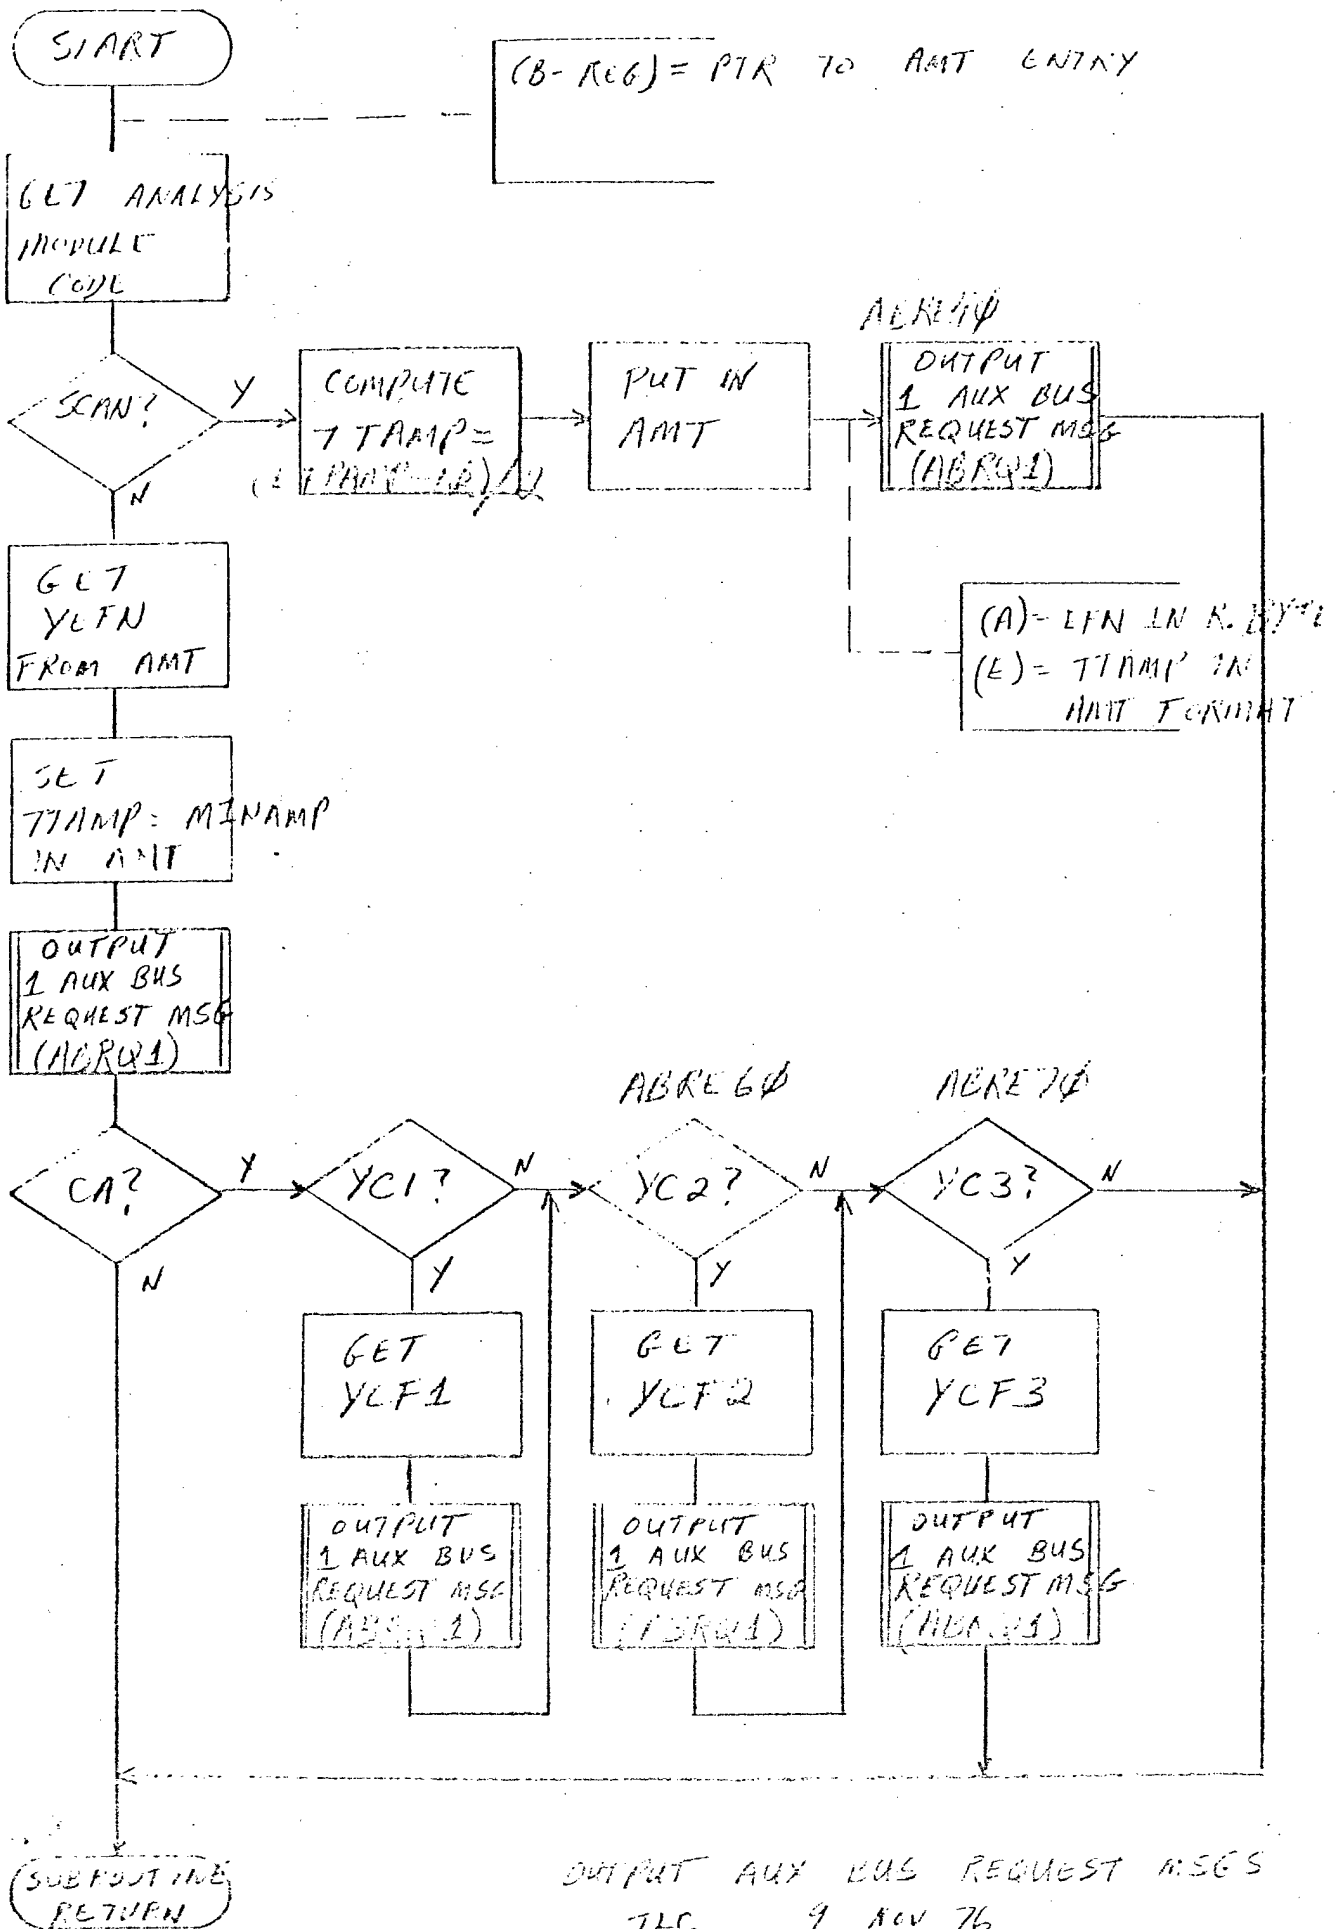 START
(B-REG) = PTR TO AMT ENTRY
GET ANALYSIS
MODULE
CODE
SCAN?
Y
N
COMPUTE
TTAMP =
PUT IN
AMT
OUTPUT
1 AUX BUS
REQUEST MSG
(ABRQ1)
(A) = LFN IN R. BYTE
(E) = TTAMP IN
AMT FORMAT
GET
YLFN
FROM AMT
SET
TTAMP = MINAMP
IN AMT
OUTPUT
1 AUX BUS
REQUEST MSG
(ABRQ1)
CA?
Y
N
YC1?
N
Y
ABRE6Ø
YC2?
N
Y
ABRE7Ø
YC3?
N
Y
GET
YCF1
GET
YCF2
GET
YCF3
OUTPUT
1 AUX BUS
REQUEST MSG
(ABRQ1)
OUTPUT
1 AUX BUS
REQUEST MSG
(ABRQ1)
OUTPUT
1 AUX BUS
REQUEST MSG
(ABRQ1)
SUBROUTINE
RETURN
OUTPUT AUX BUS REQUEST MSGS
9 NOV 76